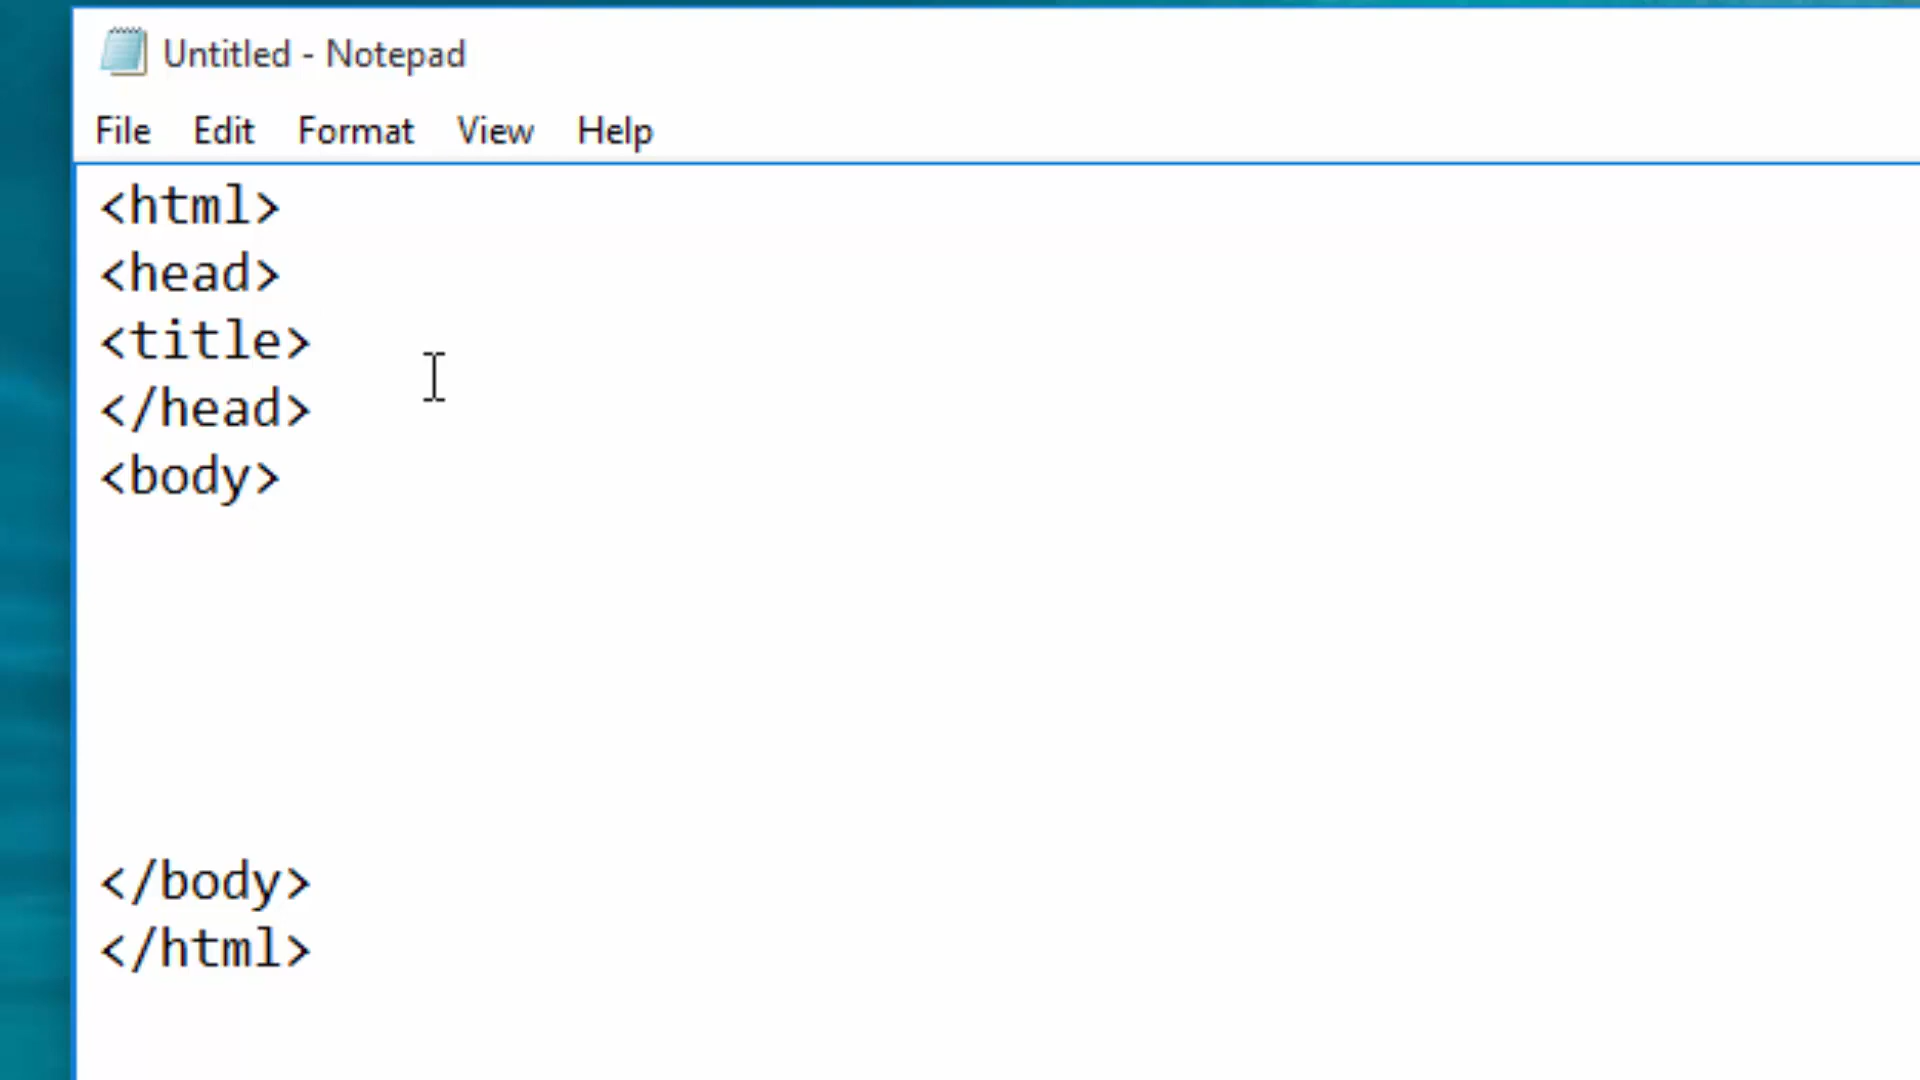 Untitled - Notepad
File Edit Format View Help
<html>
<head>
<title>
</head>
<body>
</body>
</html>